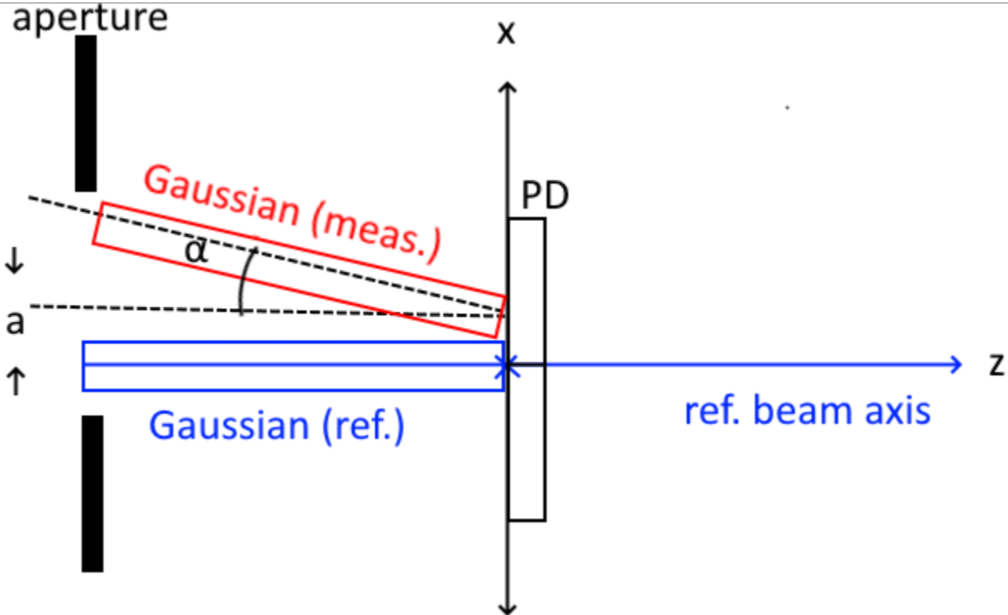 aperture
x
Gaussian (meas.)
PD
α
↓
a
↑
z
Gaussian (ref.)
ref. beam axis